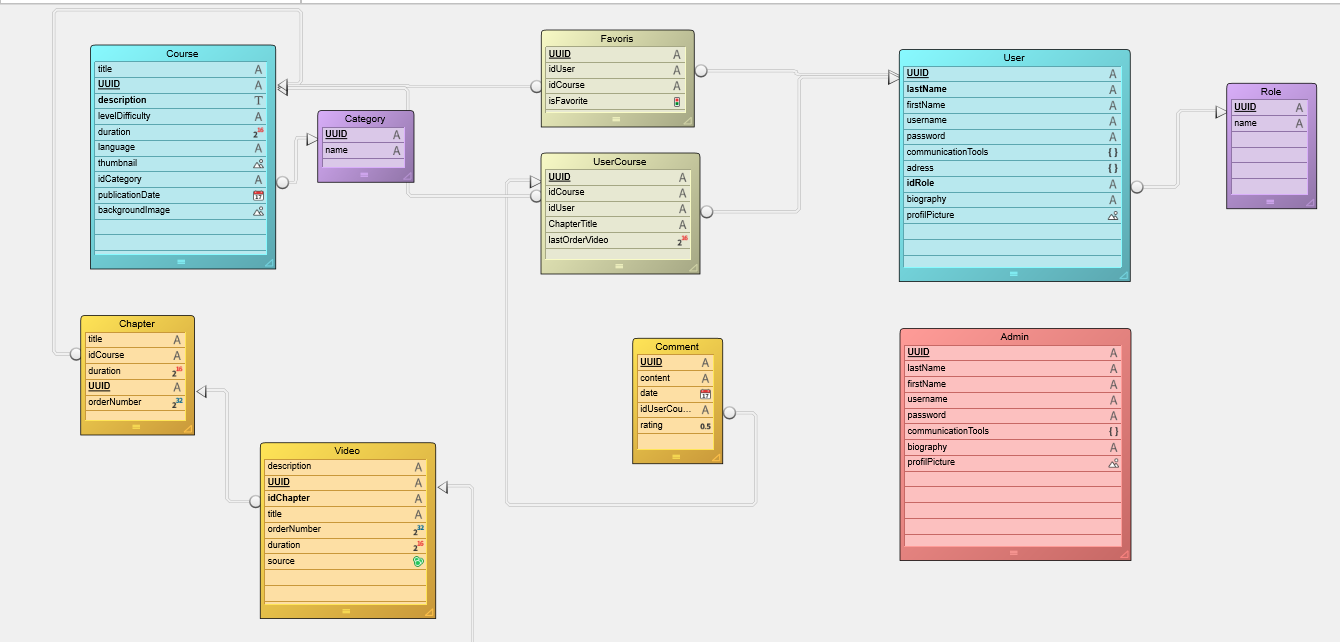 Course
title
UUID
description
levelDifficulty
duration
language
thumbnail
idCategory
publicationDate
backgroundImage
Category
UUID
name
Favoris
UUID
idUser
idCourse
isFavorite
UserCourse
UUID
idCourse
idUser
ChapterTitle
lastOrderVideo
User
UUID
lastName
firstName
username
password
communicationTools
adress
idRole
biography
profilPicture
Role
UUID
name
Chapter
title
idCourse
duration
UUID
orderNumber
Video
description
UUID
idChapter
title
orderNumber
duration
source
Comment
UUID
content
date
idUserCou...
rating
Admin
UUID
lastName
firstName
username
password
communicationTools
biography
profilPicture